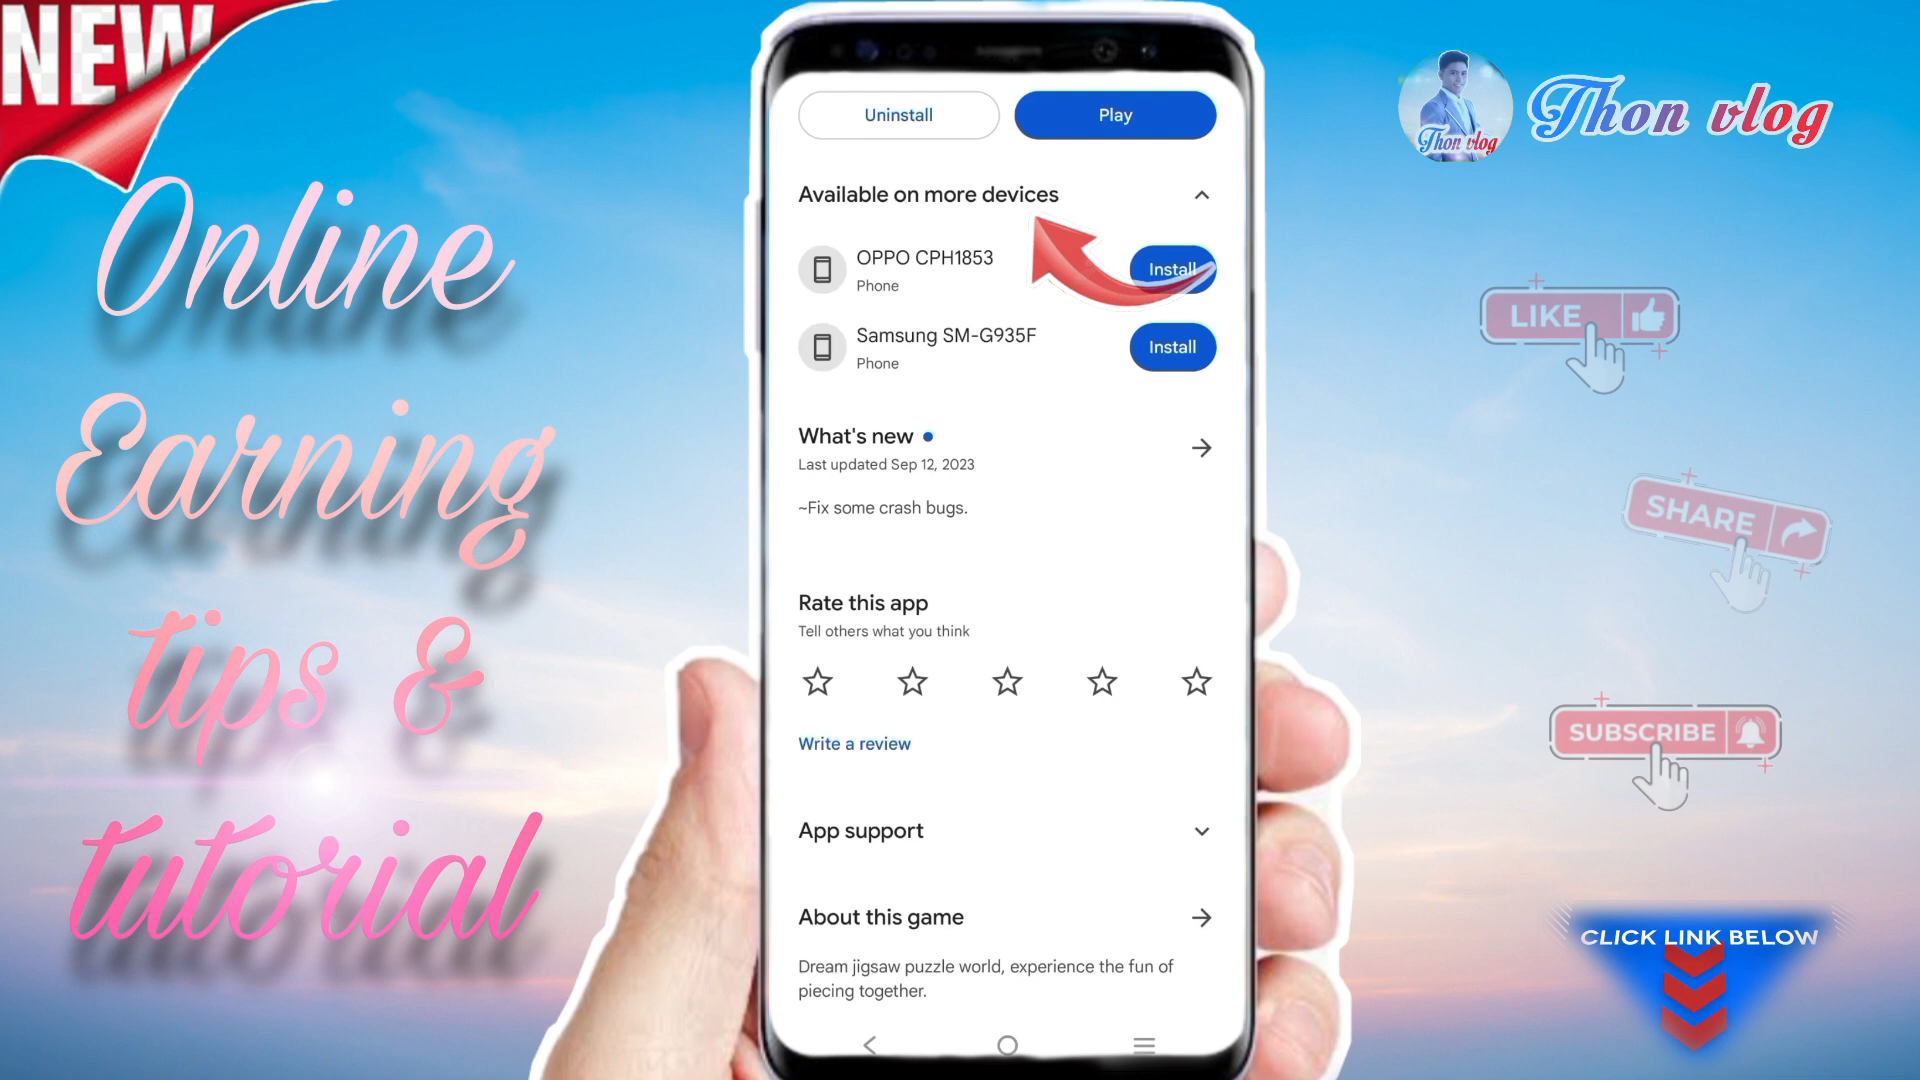 NEW
Online
Earning
tips &
tutorial
Uninstall
Play
Available on more devices
OPPO CPH1853
Phone
Install
Samsung SM-G935F
Phone
Install
What's new
Last updated Sep 12, 2023
~Fix some crash bugs.
Rate this app
Tell others what you think
Write a review
App support
About this game
Dream jigsaw puzzle world, experience the fun of
piecing together.
Thon vlog
Thon vlog
LIKE
SHARE
SUBSCRIBE
CLICK LINK BELOW